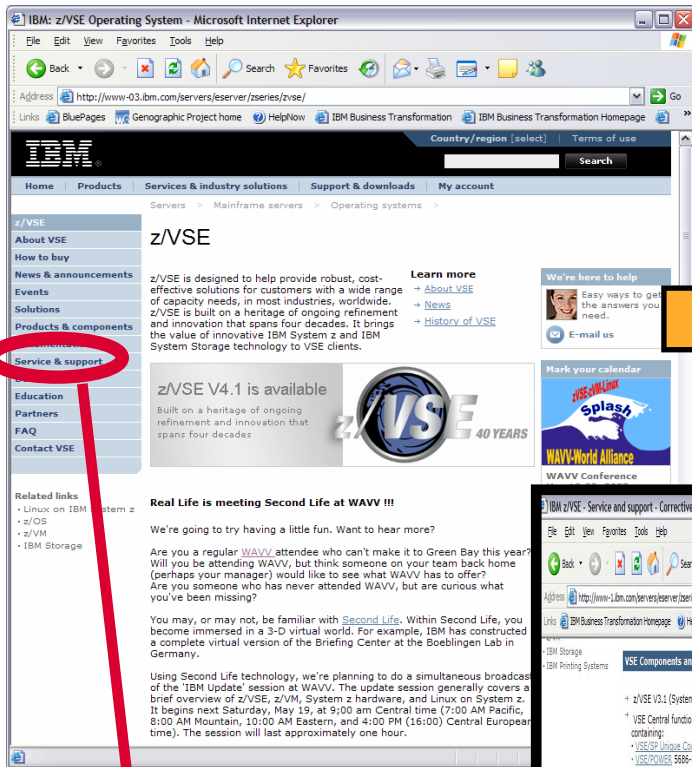 IBM: z/VSE Operating System - Microsoft Internet Explorer
File Edit View Favorites Tools Help
Back Search Favorites
Address http://www-03.ibm.com/servers/eserver/zseries/zvse/ Go
Links BluePages Genographic Project home HelpNow IBM Business Transformation IBM Business Transformation Homepage »
Country/region [select] | Terms of use
IBM®
Search
Home | Products | Services & industry solutions | Support & downloads | My account
Servers > Mainframe servers > Operating systems >
z/VSE
About VSE
How to buy
News & announcements
Events
Solutions
Products & components
Service & support
Education
Partners
FAQ
Contact VSE
Related links
· Linux on IBM System z
· z/OS
· z/VM
· IBM Storage
z/VSE
z/VSE is designed to help provide robust, cost-
effective solutions for customers with a wide range
of capacity needs, in most industries, worldwide.
z/VSE is built on a heritage of ongoing refinement
and innovation that spans four decades. It brings
the value of innovative IBM System z and IBM
System Storage technology to VSE clients.
Learn more
→ About VSE
→ News
→ History of VSE
We're here to help
Easy ways to get
the answers you
need.
E-mail us
z/VSE V4.1 is available
Built on a heritage of ongoing
refinement and innovation that
spans four decades
z/VSE 40 YEARS
Mark your calendar
z/VSE-z/VM-Linux
Splash
WAVV-World Alliance
WAVV Conference
Real Life is meeting Second Life at WAVV !!!
We're going to try having a little fun. Want to hear more?
Are you a regular WAVV attendee who can't make it to Green Bay this year?
Will you be attending WAVV, but think someone on your team back home
(perhaps your manager) would like to see what WAVV has to offer?
Are you someone who has never attended WAVV, but are curious what
you've been missing?
You may, or may not, be familiar with Second Life. Within Second Life, you
become immersed in a 3-D virtual world. For example, IBM has constructed
a complete virtual version of the Briefing Center at the Boeblingen Lab in
Germany.
Using Second Life technology, we're planning to do a simultaneous broadcast
of the 'IBM Update' session at WAVV. The update session generally covers a
brief overview of z/VSE, z/VM, System z hardware, and Linux on System z.
It begins next Saturday, May 19, at 9;00 am Central time (7:00 AM Pacific,
8:00 AM Mountain, 10:00 AM Eastern, and 4:00 PM (16:00) Central European
time). The session will last approximately one hour.
IBM z/VSE - Service and support - Corrective
File Edit View Favorites Tools Help
Back
Address http://www-1.ibm.com/servers/eserver/zseri
Links IBM Business Transformation Homepage
· IBM Storage
· IBM Printing Systems
VSE Components an
→ z/VSE V3.1 (System
→ VSE Central functio
containing:
· VSE/SP Unique Co
· VSE/POWER 5686-